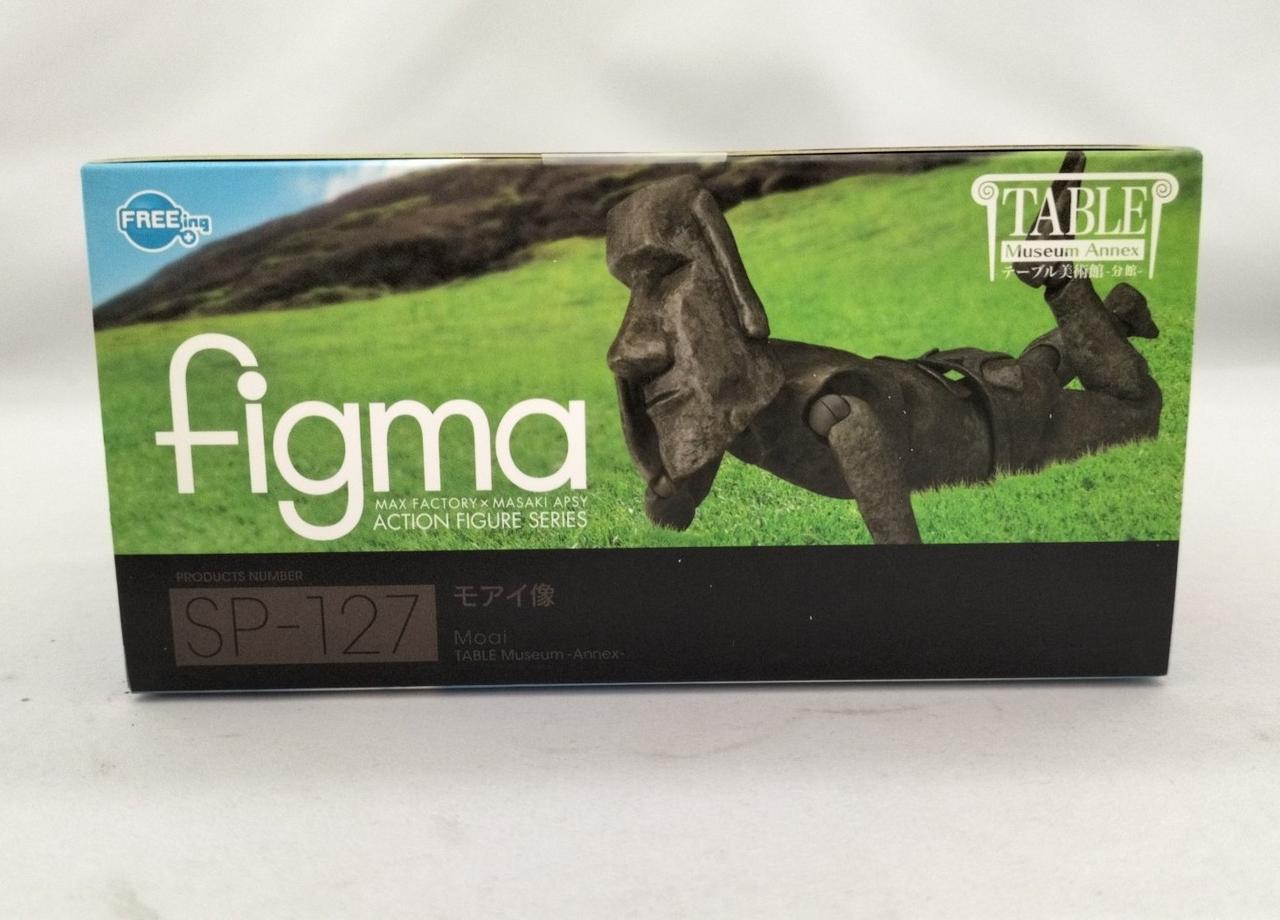 FREEing
TABLE
Museum Annex
テーブル美術館-分館-
figma
MAX FACTORY × MASAKI APSY
ACTION FIGURE SERIES
PRODUCTS NUMBER
SP-127
モアイ像
Moai
TABLE Museum -Annex-